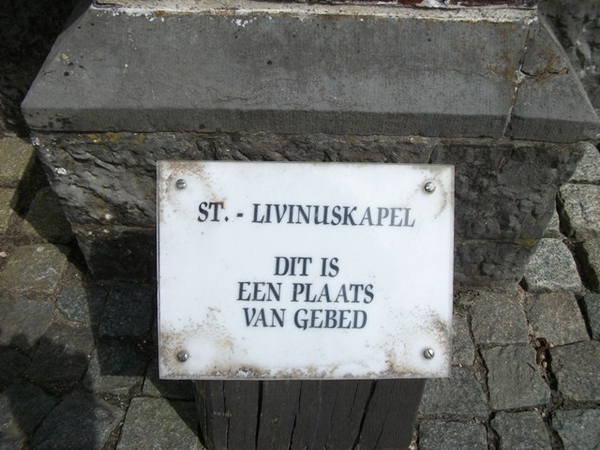 ST. - LIVINUSKAPEL
DIT IS
EEN PLAATS
VAN GEBED